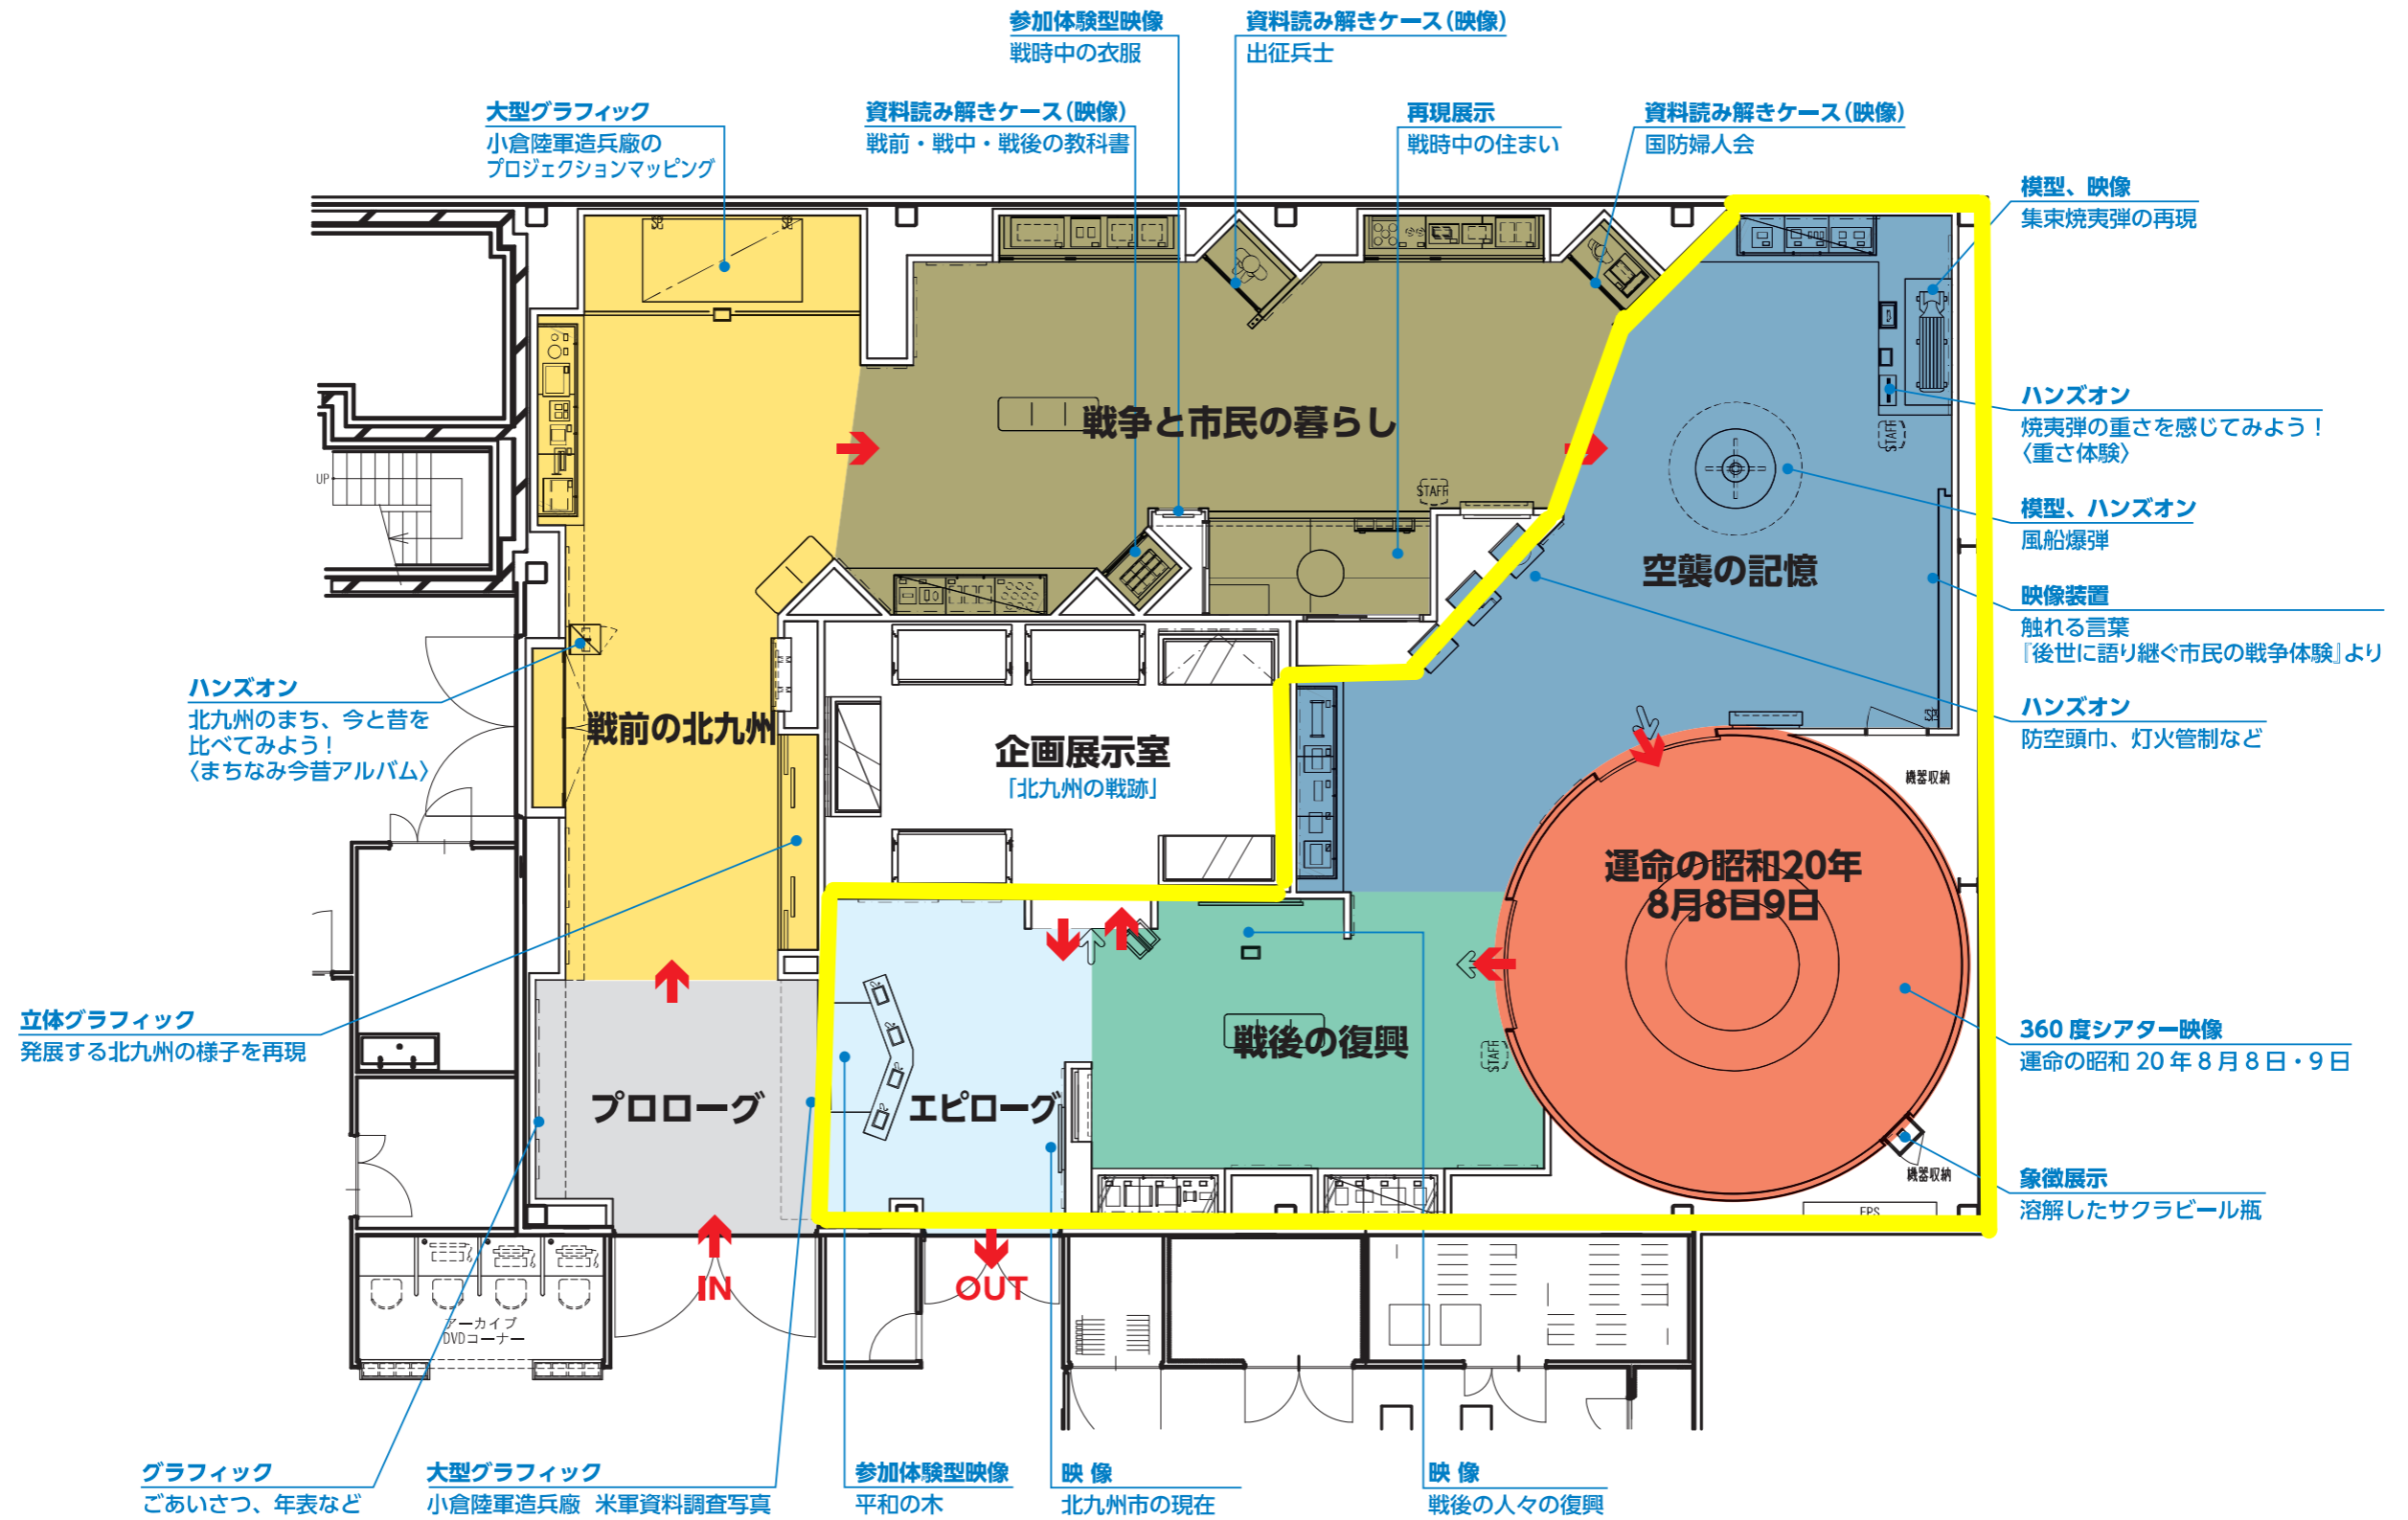 参加体験型映像
戦時中の衣服
資料読み解きケース（映像）
出征兵士
大型グラフィック
小倉陸軍造兵廠の
プロジェクションマッピング
資料読み解きケース（映像）
戦前・戦中・戦後の教科書
再現展示
戦時中の住まい
資料読み解きケース（映像）
国防婦人会
模型、映像
集束焼夷弾の再現
ハンズオン
焼夷弾の重さを感じてみよう！
〈重さ体験〉
模型、ハンズオン
風船爆弾
映像装置
触れる言葉
『後世に語り継ぐ市民の戦争体験』より
ハンズオン
防空頭巾、灯火管制など
戦争と市民の暮らし
STAFF
STAFF
UP
空襲の記憶
ハンズオン
北九州のまち、今と昔を
比べてみよう！
〈まちなみ今昔アルバム〉
戦前の北九州
企画展示室
「北九州の戦跡」
機器収納
運命の昭和20年
8月8日9日
立体グラフィック
発展する北九州の様子を再現
戦後の復興
STAFF
360度シアター映像
運命の昭和20年8月8日・9日
プロローグ
エピローグ
機器収納
象徴展示
溶解したサクラビール瓶
EPS
IN
OUT
アーカイブ
DVDコーナー
グラフィック
ごあいさつ、年表など
大型グラフィック
小倉陸軍造兵廠 米軍資料調査写真
参加体験型映像
平和の木
映像
北九州市の現在
映像
戦後の人々の復興